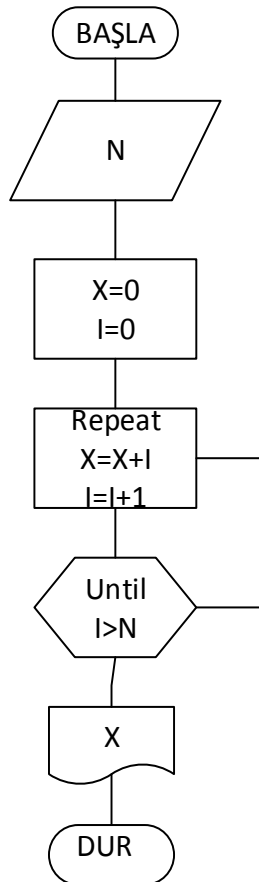 BAŞLA
N
X=0
I=0
Repeat
X=X+I
I=I+1
Until
I>N
X
DUR